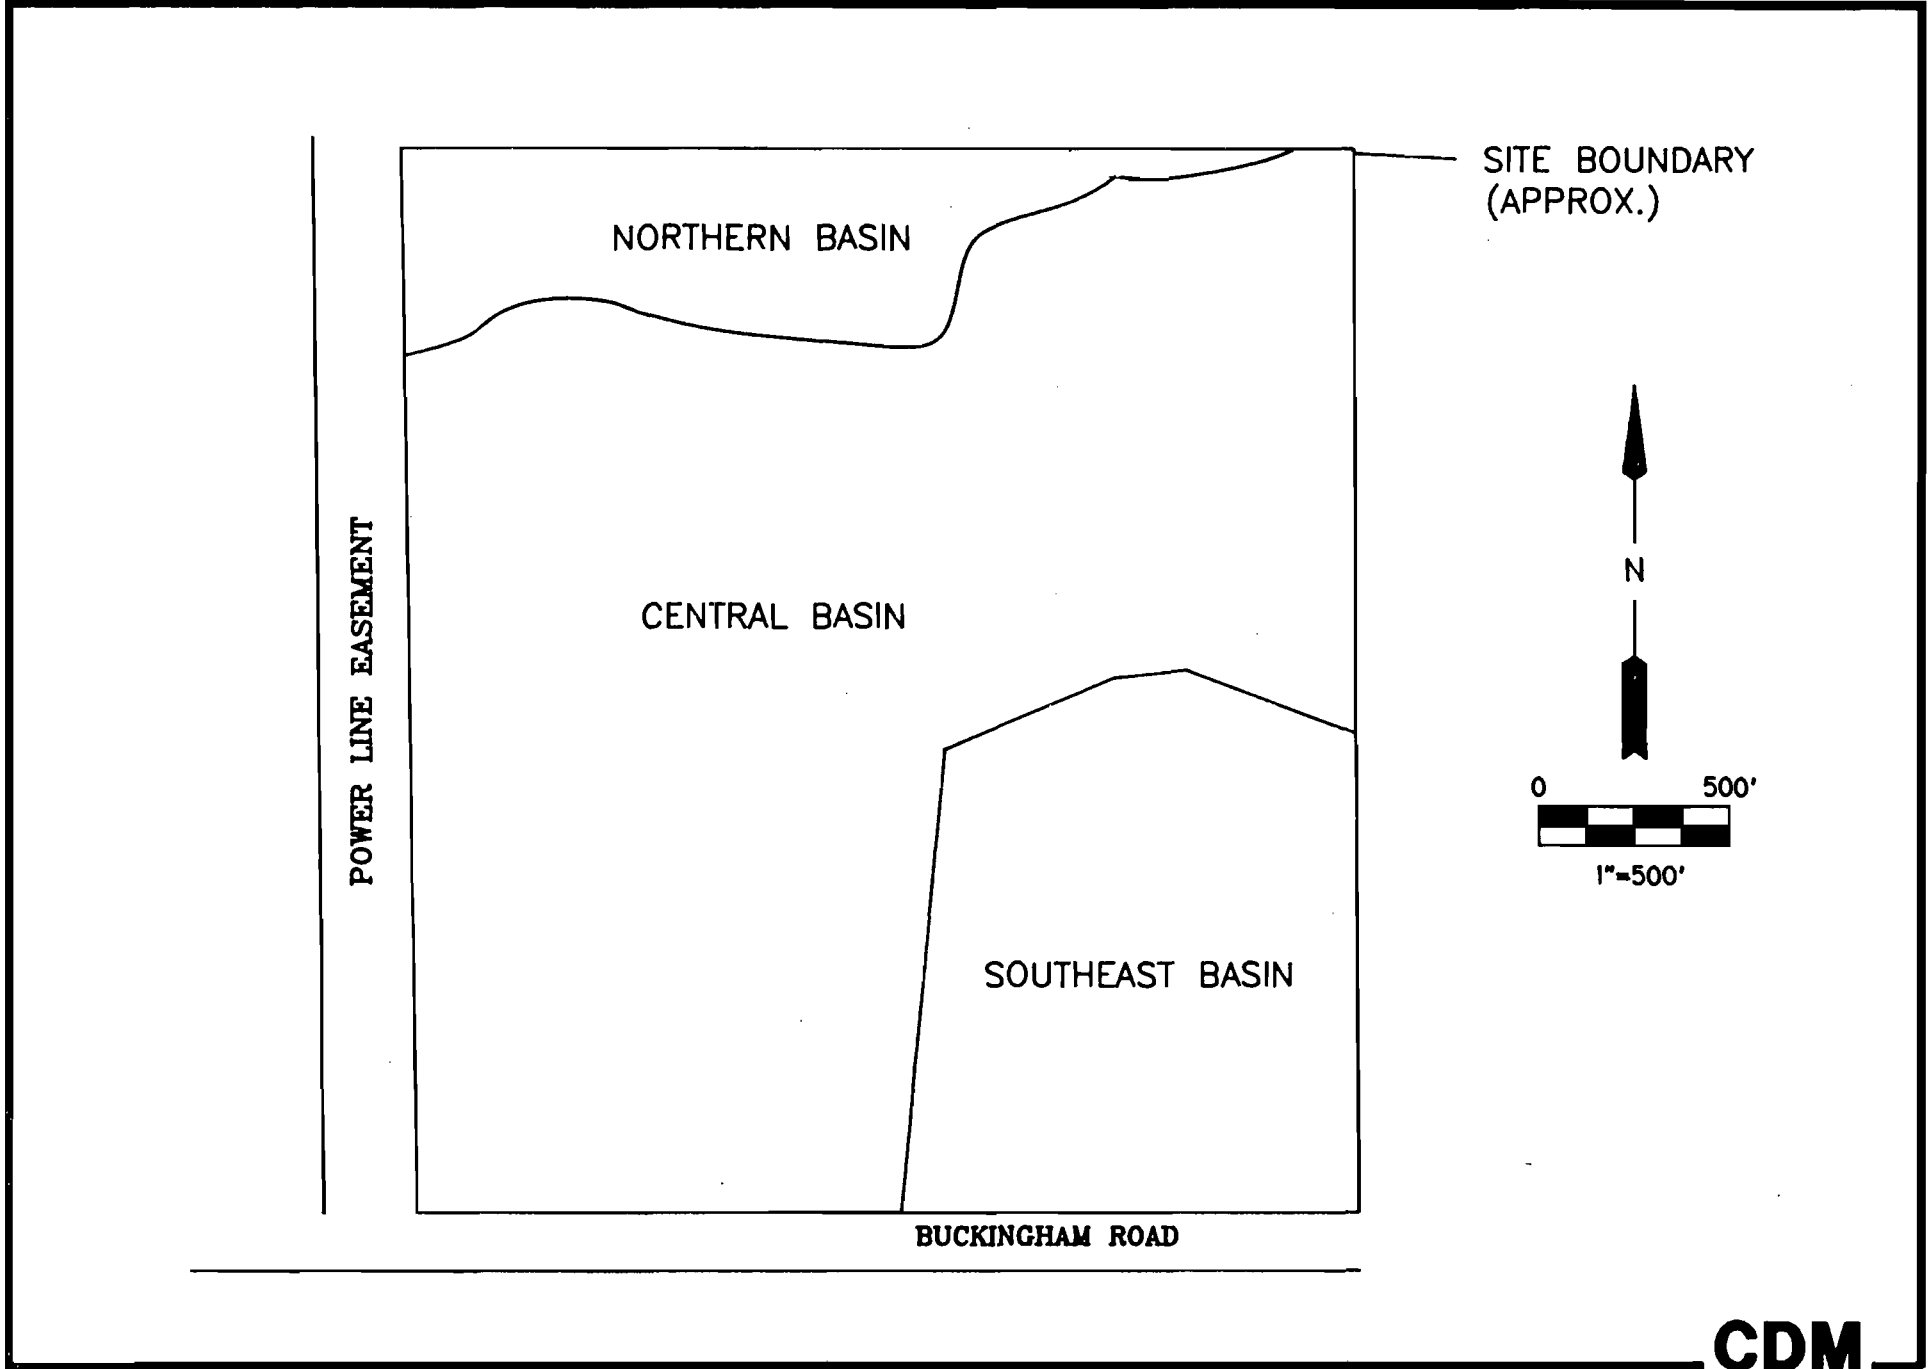 SITE BOUNDARY
(APPROX.)
NORTHERN BASIN
POWER LINE EASEMENT
CENTRAL BASIN
N
0 500'
1"=500'
SOUTHEAST BASIN
BUCKINGHAM ROAD
CDM